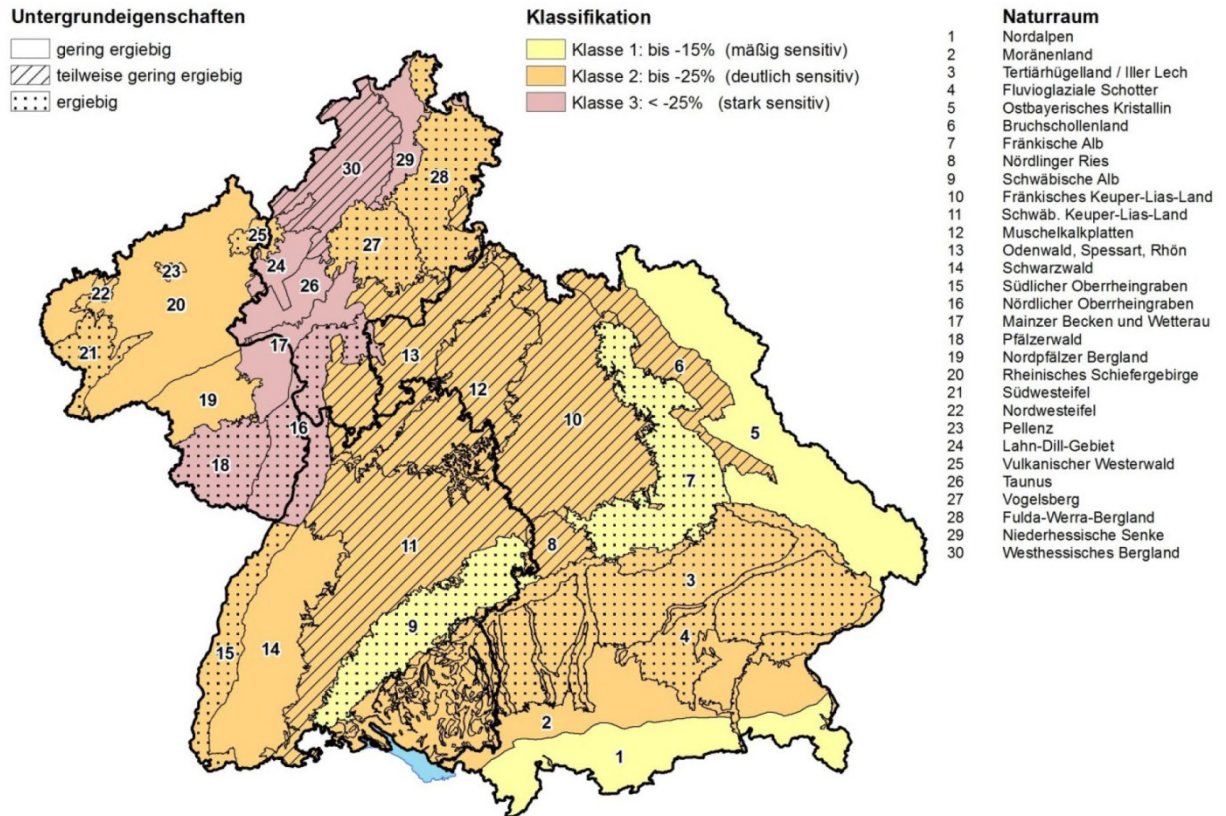 Untergrundeigenschaften
gering ergiebig
teilweise gering ergiebig
ergiebig
Klassifikation
Klasse 1: bis -15% (mäßig sensitiv)
Klasse 2: bis -25% (deutlich sensitiv)
Klasse 3: < -25% (stark sensitiv)
Naturraum
1 Nordalpen
2 Moränenland
3 Tertiärhügelland / Iller Lech
4 Fluvioglaziale Schotter
5 Ostbayerisches Kristallin
6 Bruchschollenland
7 Fränkische Alb
8 Nördlinger Ries
9 Schwäbische Alb
10 Fränkisches Keuper-Lias-Land
11 Schwäb. Keuper-Lias-Land
12 Muschelkalkplatten
13 Odenwald, Spessart, Rhön
14 Schwarzwald
15 Südlicher Oberrheingraben
16 Nördlicher Oberrheingraben
17 Mainzer Becken und Wetterau
18 Pfälzerwald
19 Nordpfälzer Bergland
20 Rheinisches Schiefergebirge
21 Südwesteifel
22 Nordwesteifel
23 Pellenz
24 Lahn-Dill-Gebiet
25 Vulkanischer Westerwald
26 Taunus
27 Vogelsberg
28 Fulda-Werra-Bergland
29 Niederhessische Senke
30 Westhessisches Bergland
29
30
28
25
27
24
23
26
22
20
21
17
13
6
19
12
10
16
5
18
7
11
8
3
9
4
15
14
2
1